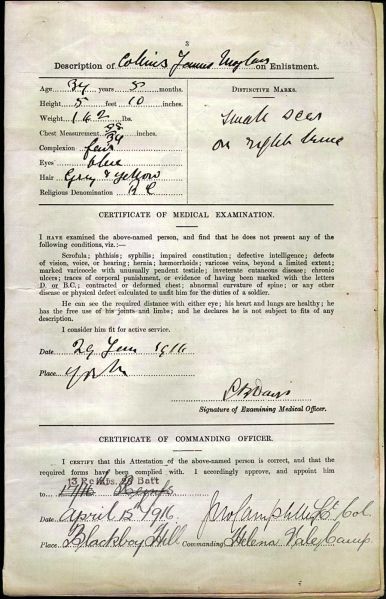 3
Description of Collins James on Enlistment.
Age 34 years 5 months
Height 5 feet 10 inches
Weight 142 lbs.
Chest Measurement 39 inches
Complexion fair
Eyes blue
Hair Grey & yellow
Religious Denomination R C
DISTINCTIVE MARKS.
small scar
on right knee
CERTIFICATE OF MEDICAL EXAMINATION.
I HAVE examined the above-named person, and find that he does not present any of the
following conditions, viz.:—
Scrofula; phthisis; syphilis; impaired constitution; defective intelligence; defects
of vision, voice, or hearing; hernia; hæmorrhoids; varicose veins, beyond a limited extent;
marked varicocele with unusually pendent testicle; inveterate cutaneous disease; chronic
ulcers; traces of corporal punishment, or evidence of having been marked with the letters
D. or B.C.; contracted or deformed chest; abnormal curvature of spine; or any other
disease or physical defect calculated to unfit him for the duties of a soldier.
He can see the required distance with either eye; his heart and lungs are healthy; he
has the free use of his joints and limbs; and he declares he is not subject to fits of any
description.
I consider him fit for active service.
Date 29 Jan 1916
Place York
Signature of Examining Medical Officer.
CERTIFICATE OF COMMANDING OFFICER.
I CERTIFY that this Attestation of the above-named person is correct, and that the
required forms have been complied with. I accordingly approve, and appoint him
13 Reinfts. 28 Batt
to
Date April 15th 1916.
Lt Col
Place Blackboy Hill Commanding Helena Vale Camp